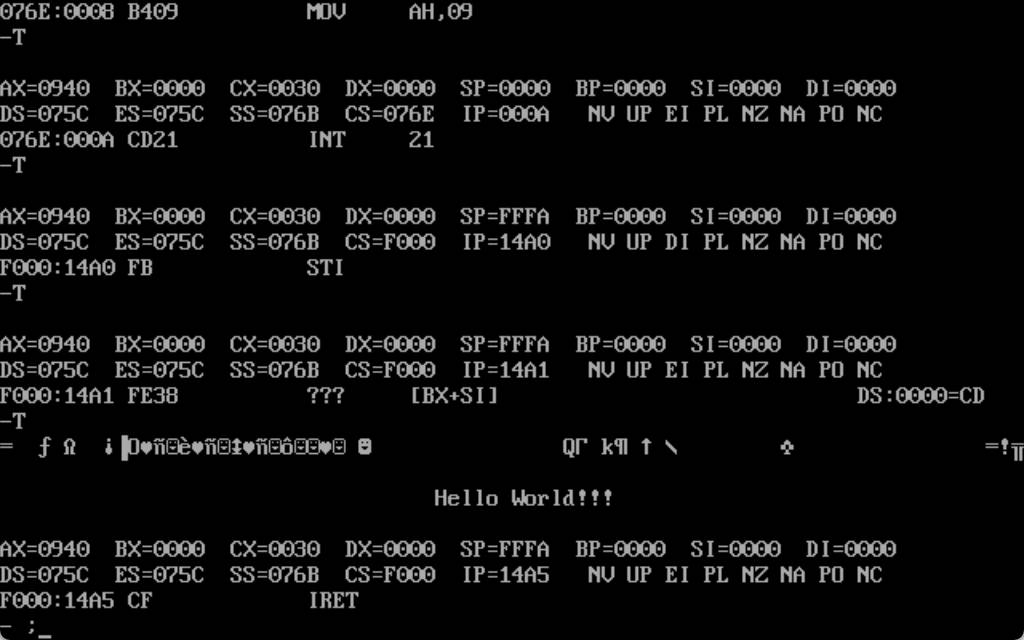 076E:0008 B409 MOV AH,09
-T
AX=0940 BX=0000 CX=0030 DX=0000 SP=0000 BP=0000 SI=0000 DI=0000
DS=075C ES=075C SS=076B CS=076E IP=000A NV UP EI PL NZ NA PO NC
076E:000A CD21 INT 21
-T
AX=0940 BX=0000 CX=0030 DX=0000 SP=FFFA BP=0000 SI=0000 DI=0000
DS=075C ES=075C SS=076B CS=F000 IP=14A0 NV UP DI PL NZ NA PO NC
F000:14A0 FB STI
-T
AX=0940 BX=0000 CX=0030 DX=0000 SP=FFFA BP=0000 SI=0000 DI=0000
DS=075C ES=075C SS=076B CS=F000 IP=14A1 NV UP EI PL NZ NA PO NC
F000:14A1 FE38 ??? [BX+SI] DS:0000=CD
-T
= ƒ Ω ¡▐O♥ñ☺è♥ñ☺↨♥ñ☺ô☺☺♥☺ ☻ QΓ k¶ ↑ \ ♣ =!╥
Hello World!!!
AX=0940 BX=0000 CX=0030 DX=0000 SP=FFFA BP=0000 SI=0000 DI=0000
DS=075C ES=075C SS=076B CS=F000 IP=14A5 NV UP EI PL NZ NA PO NC
F000:14A5 CF IRET
- ;_